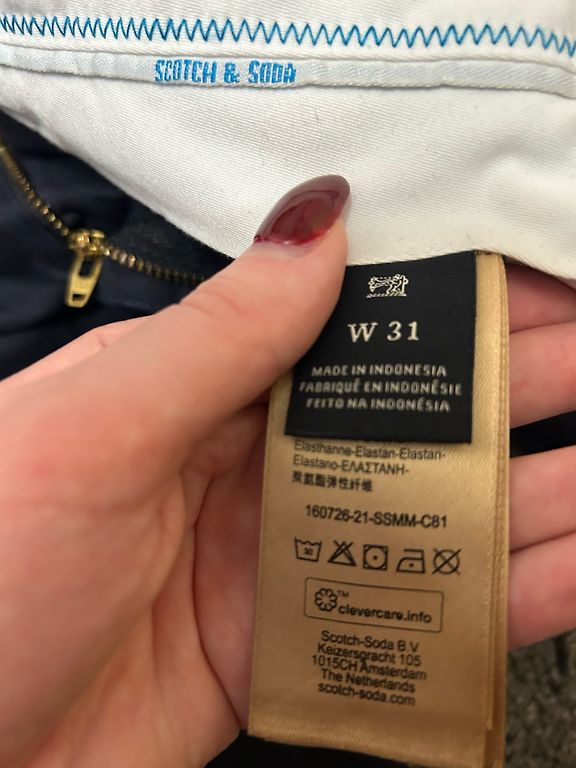 SCOTCH & SODA
W 31
MADE IN INDONESIA
FABRIQUÉ EN INDONÉSIE
FEITO NA INDONÉSIA
Elasthanne-Elastan-Elastan-
Elastano-ΕΛΑΣΤΑΝΗ-
聚氨酯弹性纤维
160726-21-SSMM-C81
30
TM
clevercare.info
Scotch-Soda B.V
Keizersgracht 105
1015CH Amsterdam
The Netherlands
scotch-soda.com